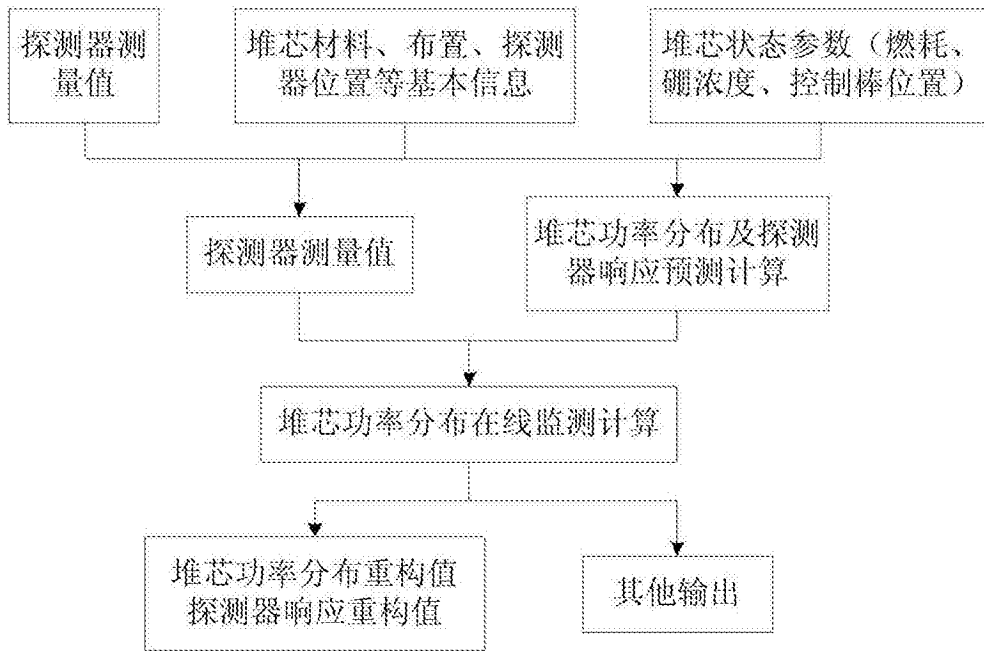 探测器测
量值
堆芯材料、布置、探测
器位置等基本信息
堆芯状态参数（燃耗、
硼浓度、控制棒位置）
探测器测量值
堆芯功率分布及探测
器响应预测计算
堆芯功率分布在线监测计算
堆芯功率分布重构值
探测器响应重构值
其他输出